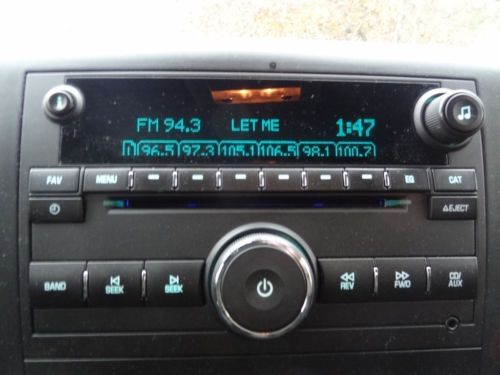 FM 94.3 LET ME 1:47
1 96.5 97.3 105.1 106.5 98.1 100.7
FAV MENU EQ CAT
EJECT
BAND SEEK SEEK REV FWD CD/AUX